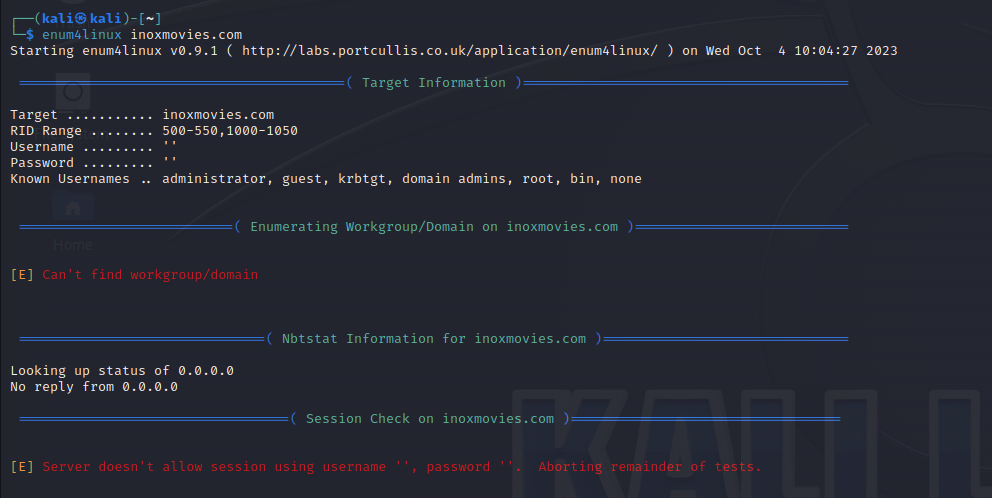 ┌──(kali㉿kali)-[~]
└─$ enum4linux inoxmovies.com
Starting enum4linux v0.9.1 ( http://labs.portcullis.co.uk/application/enum4linux/ ) on Wed Oct  4 10:04:27 2023
=========================================( Target Information )=========================================
Target ........... inoxmovies.com
RID Range ........ 500-550,1000-1050
Username ......... ''
Password ......... ''
Known Usernames .. administrator, guest, krbtgt, domain admins, root, bin, none
===========================( Enumerating Workgroup/Domain on inoxmovies.com )===========================
[E] Can't find workgroup/domain
===============================( Nbtstat Information for inoxmovies.com )===============================
Looking up status of 0.0.0.0
No reply from 0.0.0.0
==================================( Session Check on inoxmovies.com )==================================
[E] Server doesn't allow session using username '', password ''.  Aborting remainder of tests.
Home
KALI L